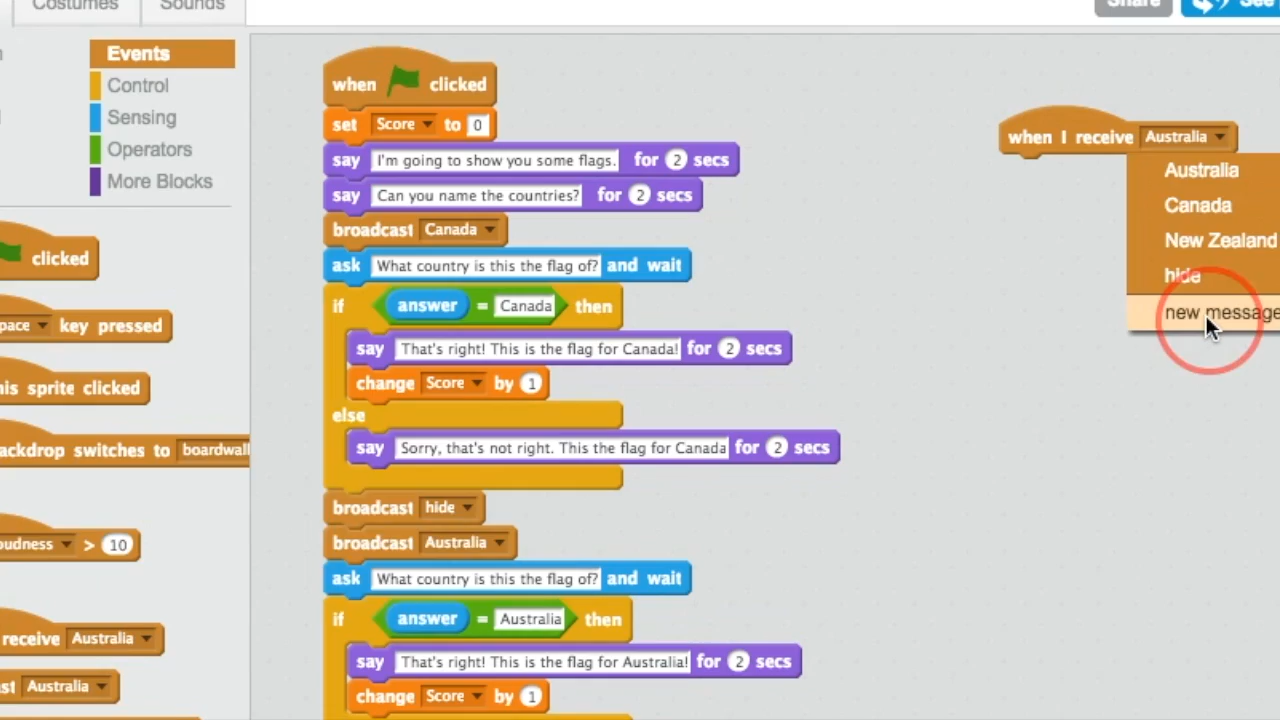 Costumes
Sounds
Share
See
Events
Control
Sensing
Operators
More Blocks
clicked
pace key pressed
his sprite clicked
ackdrop switches to boardwal
oudness > 10
receive Australia
st Australia
when clicked
set Score to 0
say I'm going to show you some flags. for 2 secs
say Can you name the countries? for 2 secs
broadcast Canada
ask What country is this the flag of? and wait
if answer = Canada then
say That's right! This is the flag for Canada! for 2 secs
change Score by 1
else
say Sorry, that's not right. This the flag for Canada for 2 secs
broadcast hide
broadcast Australia
ask What country is this the flag of? and wait
if answer = Australia then
say That's right! This is the flag for Australia! for 2 secs
change Score by 1
when I receive Australia
Australia
Canada
New Zealand
hide
new message